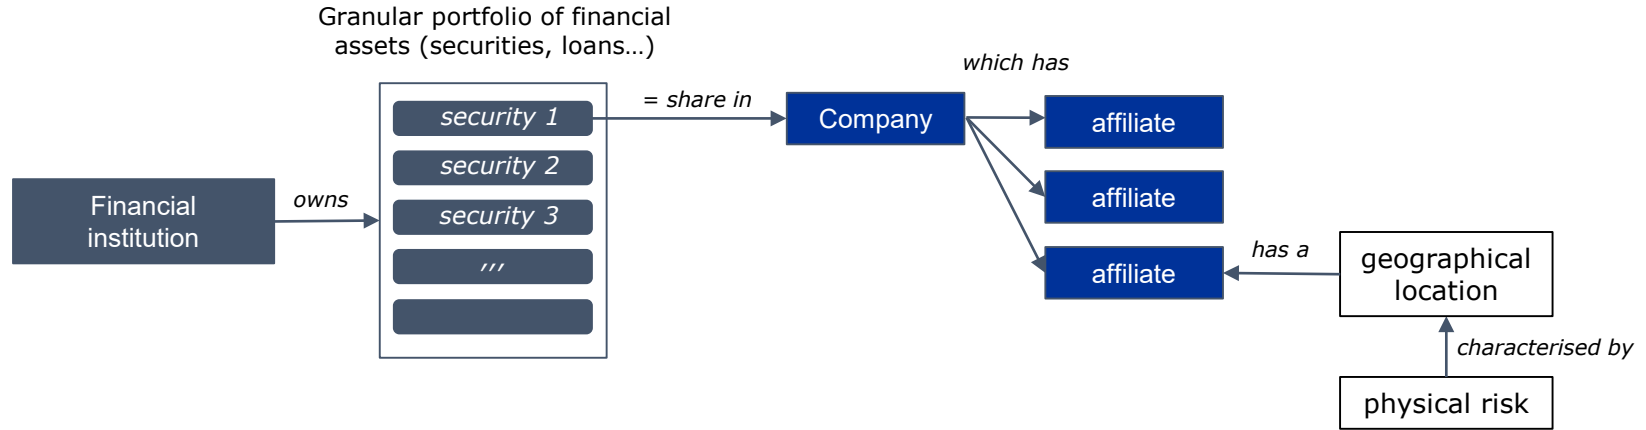 Granular portfolio of financial
assets (securities, loans...)
which has
= share in
security 1
Company
affiliate
security 2
Financial
institution
owns
affiliate
security 3
,,,
affiliate
has a
geographical
location
characterised by
physical risk